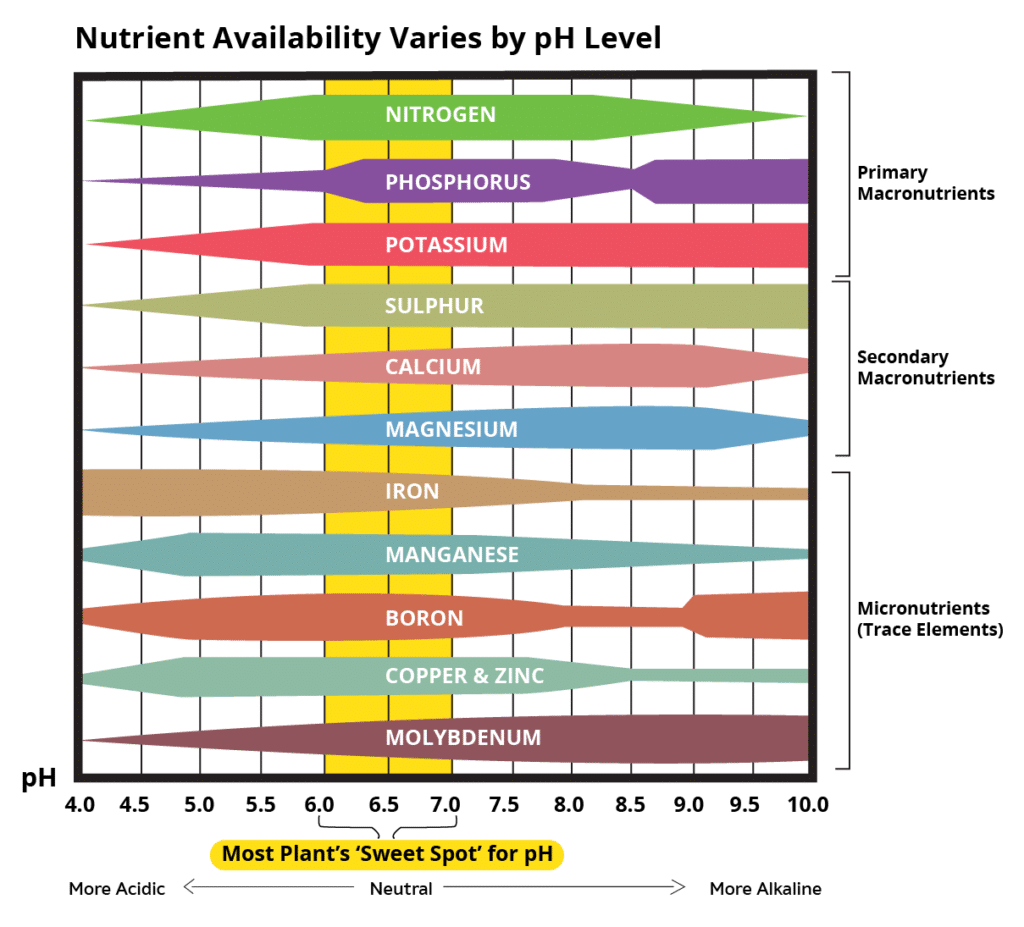 Nutrient Availability Varies by pH Level
NITROGEN
PHOSPHORUS
POTASSIUM
Primary
Macronutrients
SULPHUR
CALCIUM
MAGNESIUM
Secondary
Macronutrients
IRON
MANGANESE
BORON
COPPER & ZINC
MOLYBDENUM
Micronutrients
(Trace Elements)
pH
4.0 4.5 5.0 5.5 6.0 6.5 7.0 7.5 8.0 8.5 9.0 9.5 10.0
Most Plant’s ‘Sweet Spot’ for pH
More Acidic Neutral More Alkaline